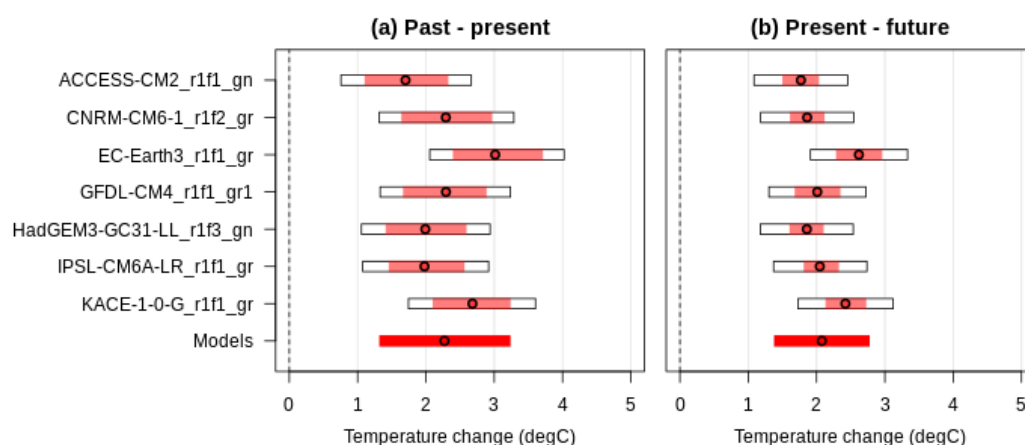 (a) Past - present
(b) Present - future
ACCESS-CM2_r1f1_gn
CNRM-CM6-1_r1f2_gr
EC-Earth3_r1f1_gr
GFDL-CM4_r1f1_gr1
HadGEM3-GC31-LL_r1f3_gn
IPSL-CM6A-LR_r1f1_gr
KACE-1-0-G_r1f1_gr
Models
0 1 2 3 4 5
0 1 2 3 4 5
Temperature change (degC)
Temperature change (degC)